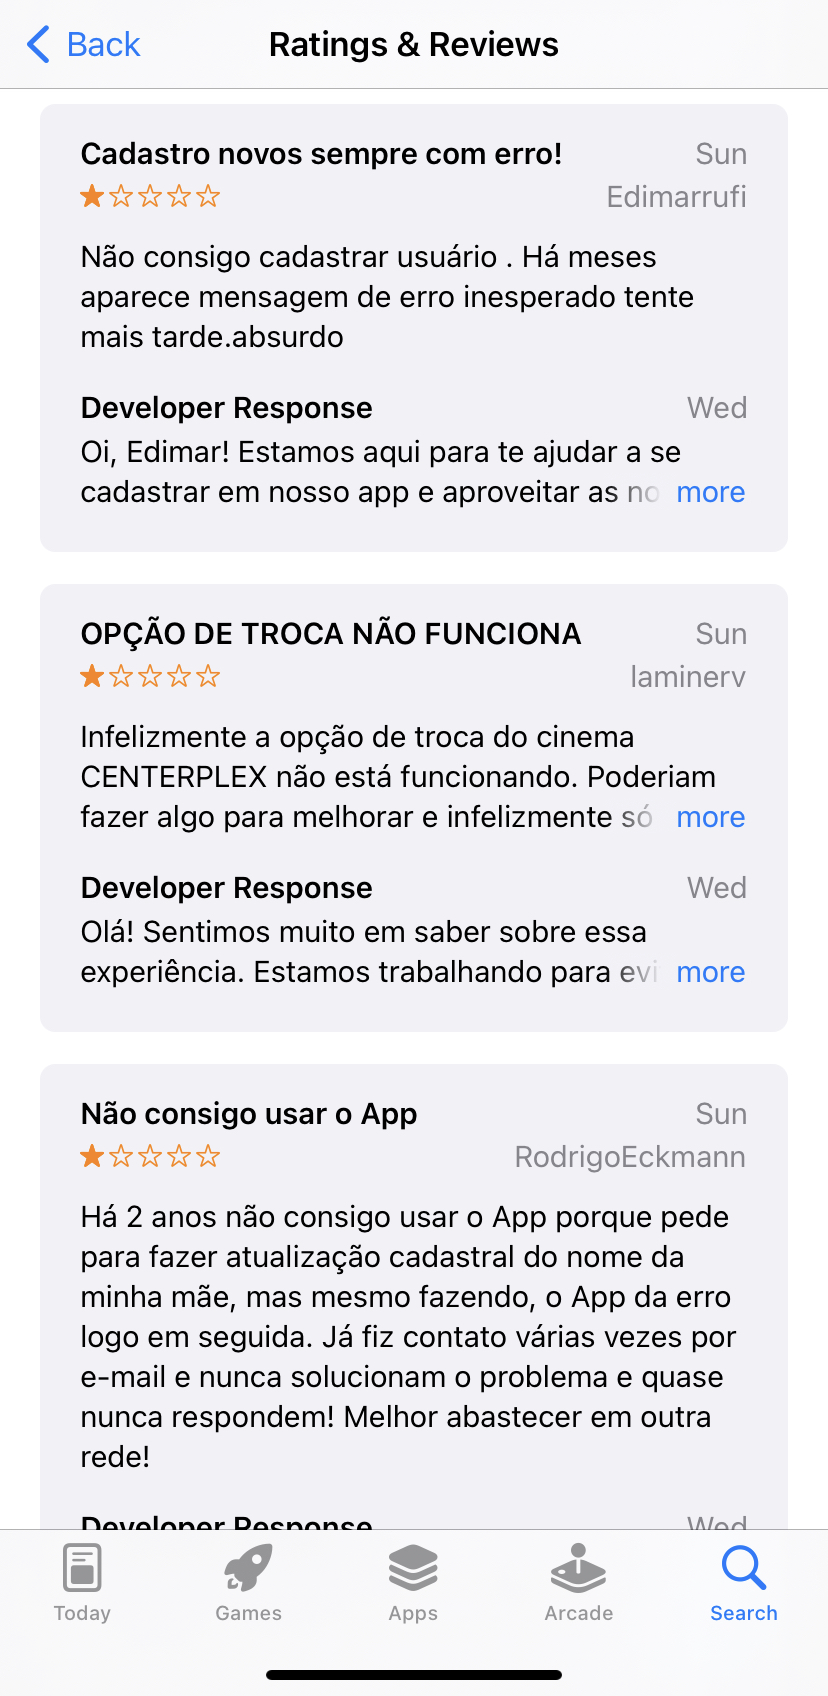 Back
Ratings & Reviews
Cadastro novos sempre com erro!
Sun
Edimarrufi
Não consigo cadastrar usuário . Há meses
aparece mensagem de erro inesperado tente
mais tarde.absurdo
Developer Response
Wed
Oi, Edimar! Estamos aqui para te ajudar a se
cadastrar em nosso app e aproveitar as no more
OPÇÃO DE TROCA NÃO FUNCIONA
Sun
laminerv
Infelizmente a opção de troca do cinema
CENTERPLEX não está funcionando. Poderiam
fazer algo para melhorar e infelizmente só more
Developer Response
Wed
Olá! Sentimos muito em saber sobre essa
experiência. Estamos trabalhando para evi more
Não consigo usar o App
Sun
RodrigoEckmann
Há 2 anos não consigo usar o App porque pede
para fazer atualização cadastral do nome da
minha mãe, mas mesmo fazendo, o App da erro
logo em seguida. Já fiz contato várias vezes por
e-mail e nunca solucionam o problema e quase
nunca respondem! Melhor abastecer em outra
rede!
Developer Response
Wed
Today
Games
Apps
Arcade
Search